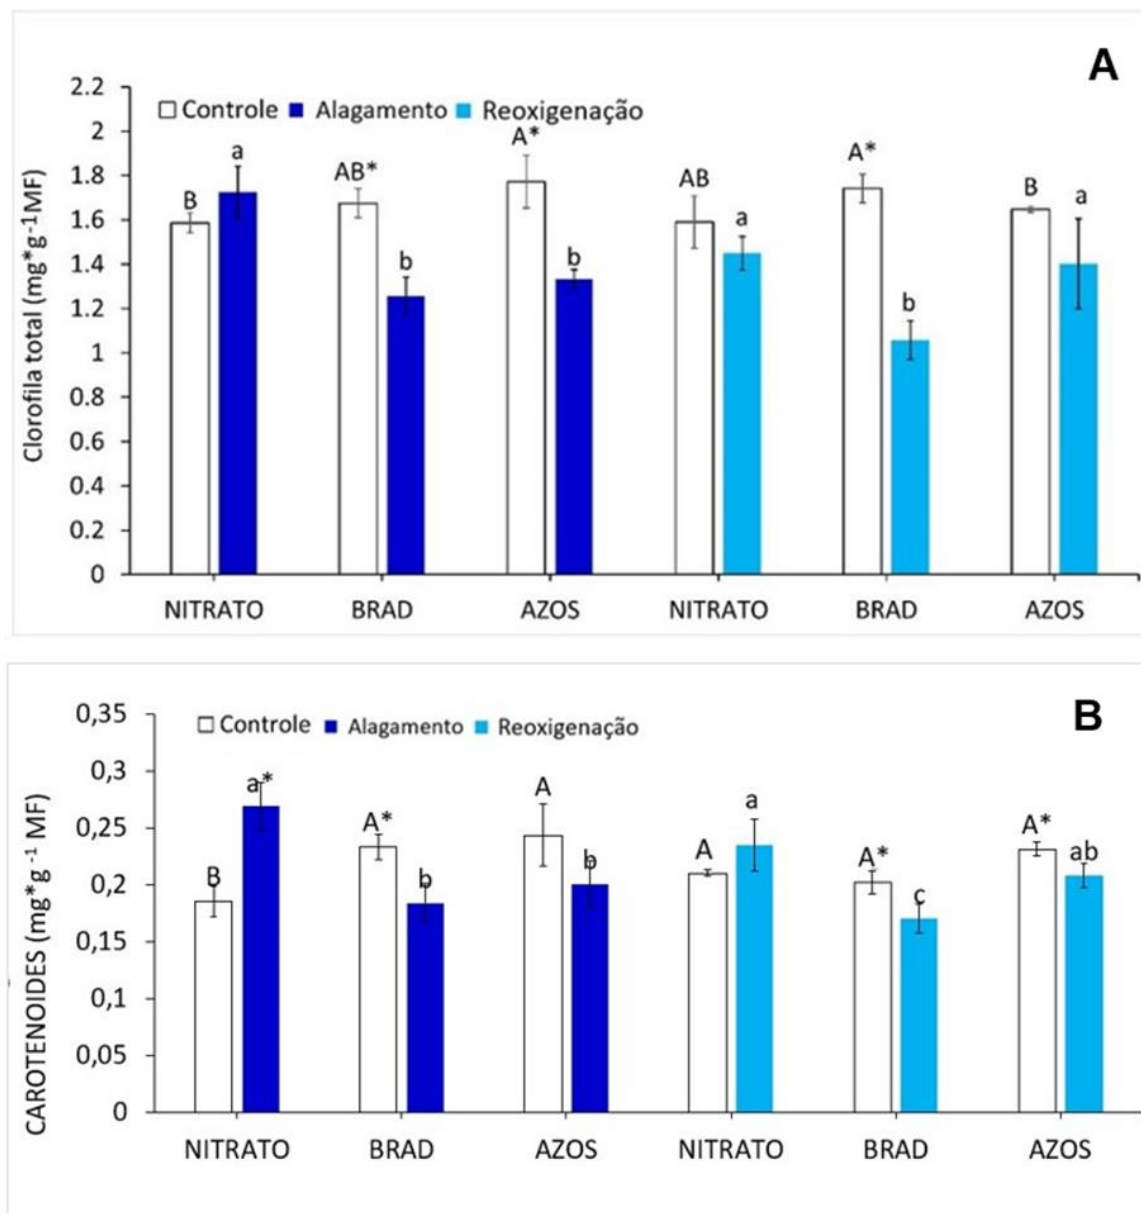 A
2.2
Controle Alagamento Reoxigenação
2
1.8
1.6
1.4
1.2
1
0.8
0.6
0.4
0.2
0
Clorofila total (mg*g-1MF)
B a AB* b A* b AB a A* b B a
NITRATO BRAD AZOS NITRATO BRAD AZOS
B
0,35
Controle Alagamento Reoxigenação
0,3
0,25
0,2
0,15
0,1
0,05
0
CAROTENOIDES (mg*g -1 MF)
B a* A* b A b A a A* c A* ab
NITRATO BRAD AZOS NITRATO BRAD AZOS